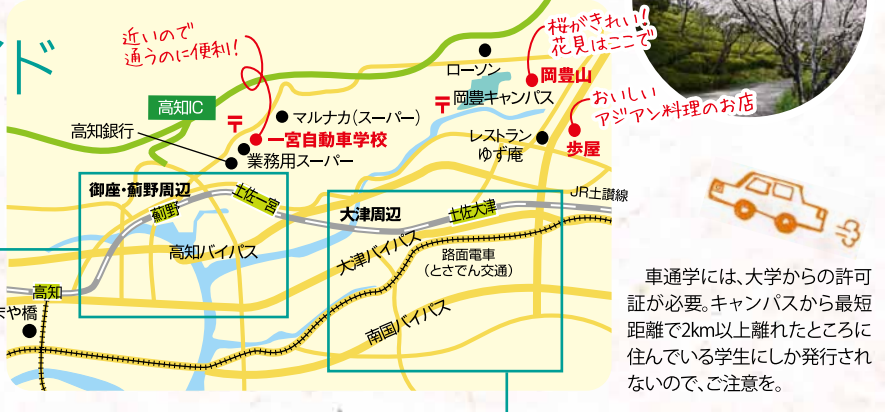 イド
近いので
通うのに便利！
桜がきれい！
花見はここで
ローソン
岡豊山
岡豊キャンパス
〒
おいしい
アジアン料理のお店
高知IC
〒
マルナカ（スーパー）
高知銀行
一宮自動車学校
業務用スーパー
レストラン
ゆず庵
歩屋
御座・薊野周辺
薊野
土佐一宮
大津周辺
土佐大津
JR土讃線
高知バイパス
大津バイパス
路面電車
（とさでん交通）
高知
や橋
南国バイパス
車通学には、大学からの許可
証が必要。キャンパスから最短
距離で2km以上離れたところに
住んでいる学生にしか発行され
ないので、ご注意を。